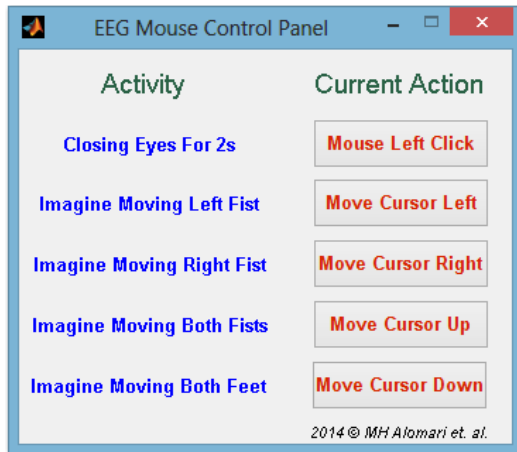 EEG Mouse Control Panel
Activity Current Action
Closing Eyes For 2s Mouse Left Click
Imagine Moving Left Fist Move Cursor Left
Imagine Moving Right Fist Move Cursor Right
Imagine Moving Both Fists Move Cursor Up
Imagine Moving Both Feet Move Cursor Down
2014 © MH Alomari et. al.